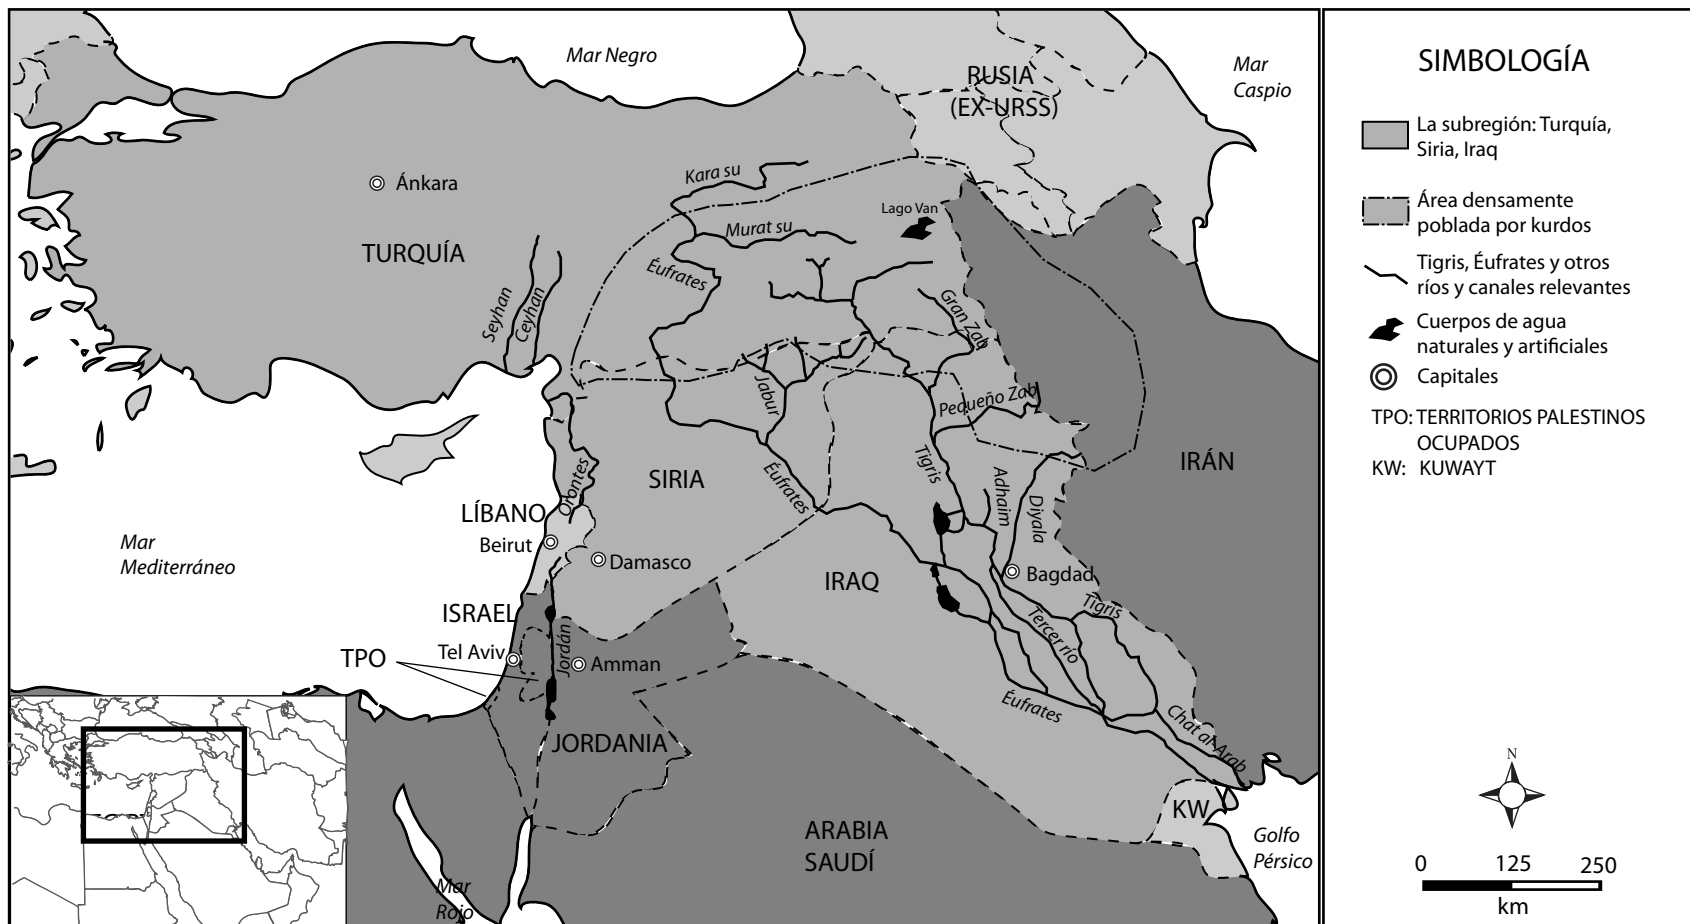 Mar Negro
RUSIA
(EX-URSS)
Mar
Caspio
Kara su
Ánkara
Lago Van
Murat su
TURQUÍA
Éufrates
Seyhan
Ceyhan
Gran Zab
Jabur
Pequeño Zab
IRÁN
Tigris
SIRIA
Éufrates
Orontes
Adhaim
Diyala
LÍBANO
Beirut
Damasco
Mar
Mediterráneo
IRAQ
Bagdad
ISRAEL
Tigris
Tercer río
Jordán
Tel Aviv
TPO
Amman
Éufrates
Chat al-Arab
JORDANIA
KW
ARABIA
SAUDÍ
Golfo
Pérsico
Mar
Rojo
SIMBOLOGÍA
La subregión: Turquía,
Siria, Iraq
Área densamente
poblada por kurdos
Tigris, Éufrates y otros
ríos y canales relevantes
Cuerpos de agua
naturales y artificiales
Capitales
TPO: TERRITORIOS PALESTINOS
OCUPADOS
KW: KUWAYT
N
0 125 250
km